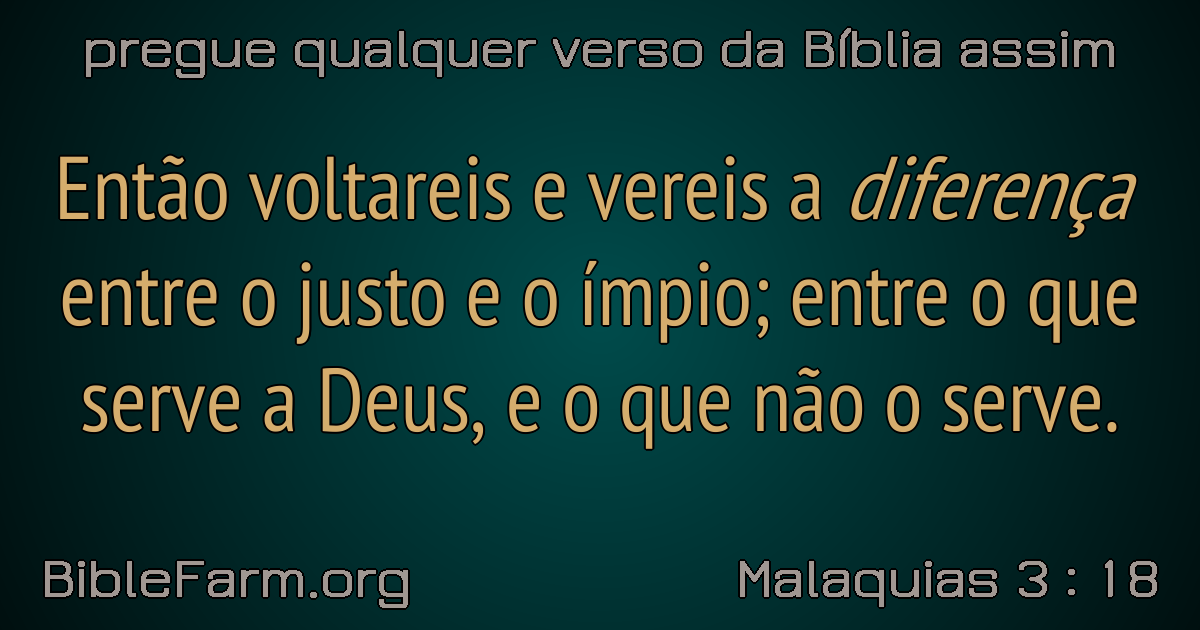 pregue qualquer verso da Bíblia assim
Então voltareis e vereis a diferença
entre o justo e o ímpio; entre o que
serve a Deus, e o que não o serve.
BibleFarm.org
Malaquias 3 : 18